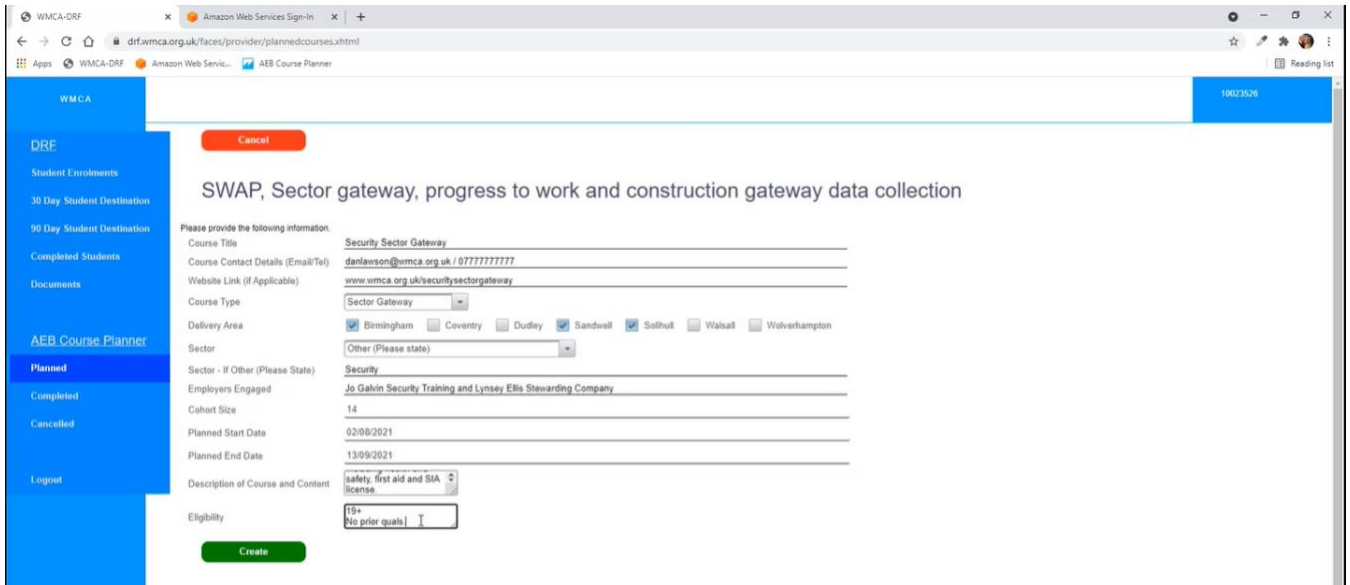 WMCA-DRF
Amazon Web Services Sign-In
drf.wmca.org.uk/faces/provider/plannedcourses.xhtml
Apps WMCA-DRF Amazon Web Servic... AEB Course Planner Reading list
WMCA
10023526
DRF
Student Enrolments
30 Day Student Destination
90 Day Student Destination
Completed Students
Documents
AEB Course Planner
Planned
Completed
Cancelled
Logout
Cancel
SWAP, Sector gateway, progress to work and construction gateway data collection
Please provide the following information.
Course Title Security Sector Gateway
Course Contact Details (Email/Tel) danlawson@wmca.org.uk / 07777777777
Website Link (if Applicable) www.wmca.org.uk/securitysectorgateway
Course Type Sector Gateway
Delivery Area Birmingham Coventry Dudley Sandwell Solihull Walsall Wolverhampton
Sector Other (Please state)
Sector - If Other (Please State) Security
Employers Engaged Jo Galvin Security Training and Lynsey Ellis Stewarding Company
Cohort Size 14
Planned Start Date 02/08/2021
Planned End Date 13/09/2021
Description of Course and Content safety, first aid and SIA
license
Eligibility 19+
No prior quals
Create